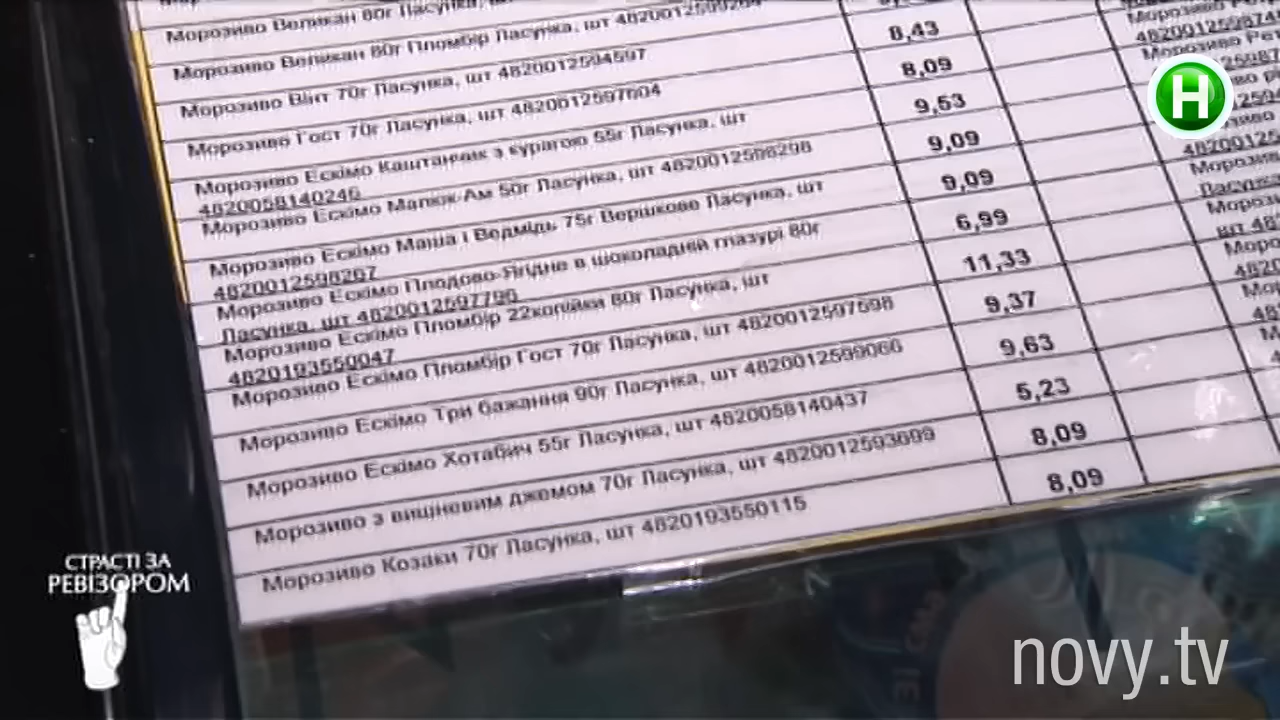 Морозиво Великан 80г Ласунка,
Морозиво Великан 80г Пломбір Ласунка, шт
Морозиво Вінт 70г Ласунка, шт 4820012594597
Морозиво Гост 70г Ласунка, шт 4820012597604
Морозиво Ескімо Каштанчик з курагою 55г Ласунка, шт
4820058140246
Морозиво Ескімо Малюк-Ам 50г Ласунка, шт 4820012598298
Морозиво Ескімо Маша і Ведмідь 75г Вершкове Ласунка, шт
4820012598267
Морозиво Ескімо Плодово-Ягідне в шоколадній глазурі 80г
Ласунка, шт 4820012597796
Морозиво Ескімо Пломбір 22копійки 80г Ласунка, шт
4820193550047
Морозиво Ескімо Пломбір Гост 70г Ласунка, шт 4820012597598
Морозиво Ескімо Три бажання 90г Ласунка, шт 4820012599066
Морозиво Ескімо Хотабич 55г Ласунка, шт 4820058140437
Морозиво з вишневим джемом 70г Ласунка, шт 4820012593699
Морозиво Козаки 70г Ласунка, шт 4820193550115
8,43
8,09
9,53
9,09
9,09
6,99
11,33
9,37
9,63
5,23
8,09
8,09
Н
СТРАСТІ ЗА
РЕВІЗОРОМ
novy.tv